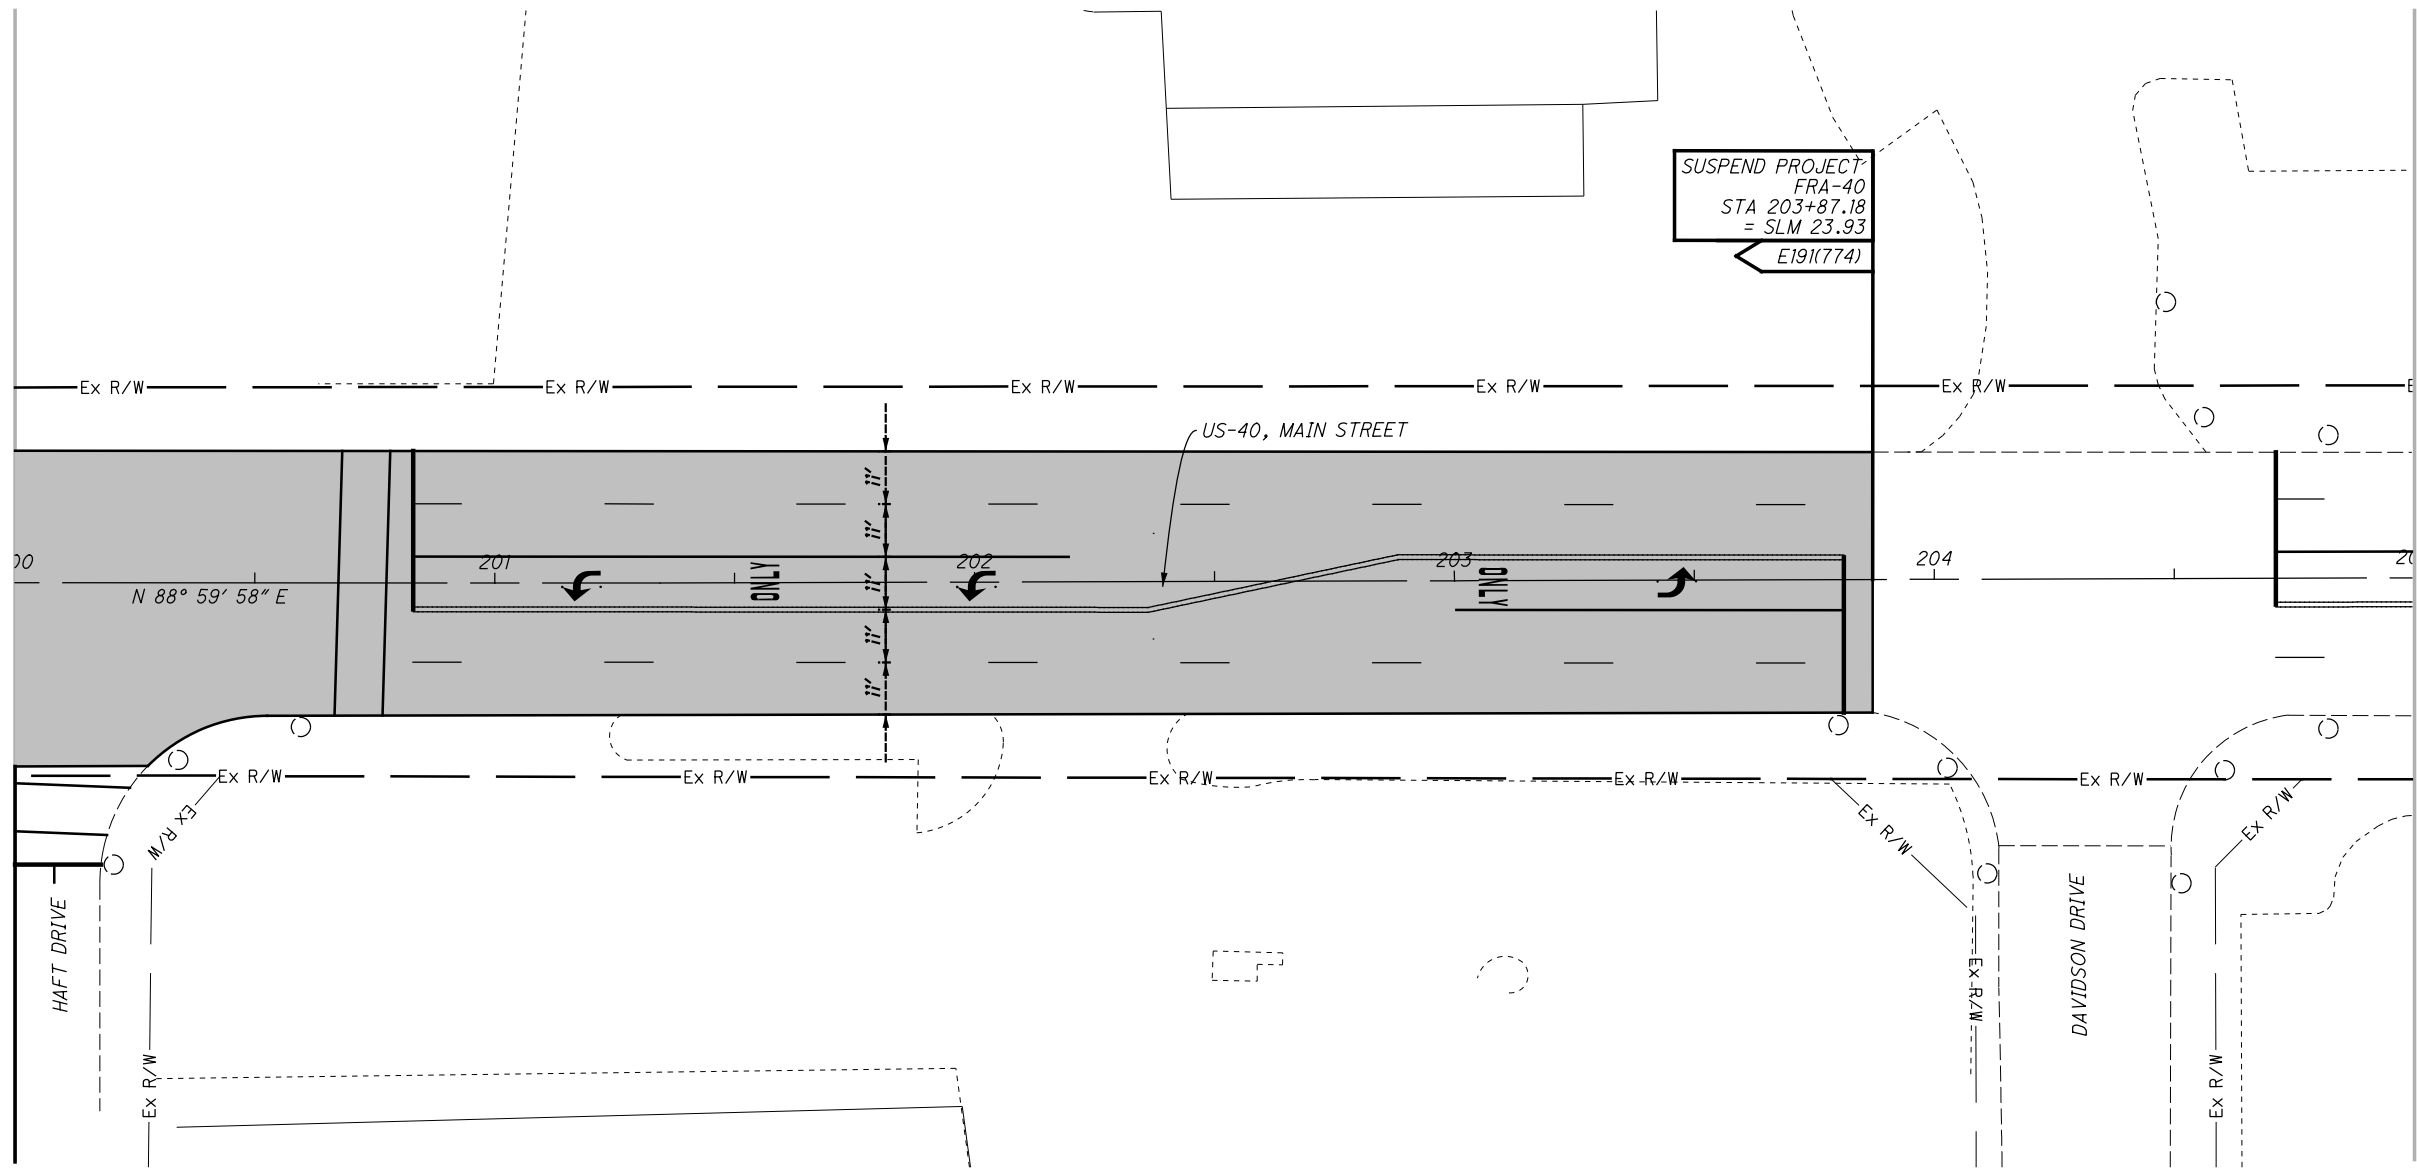 SUSPEND PROJECT
FRA-40
STA 203+87.18
= SLM 23.93
E191(774)
Ex R/W
Ex R/W
Ex R/W
Ex R/W
Ex R/W
US-40, MAIN STREET
11'
11'
11'
11'
11'
201
202
203
204
N 88° 59' 58" E
ONLY
ONLY
Ex R/W
Ex R/W
Ex R/W
Ex R/W
Ex R/W
Ex R/W
Ex R/W
Ex R/W
HAFT DRIVE
DAVIDSON DRIVE
Ex R/W
Ex R/W
Ex R/W